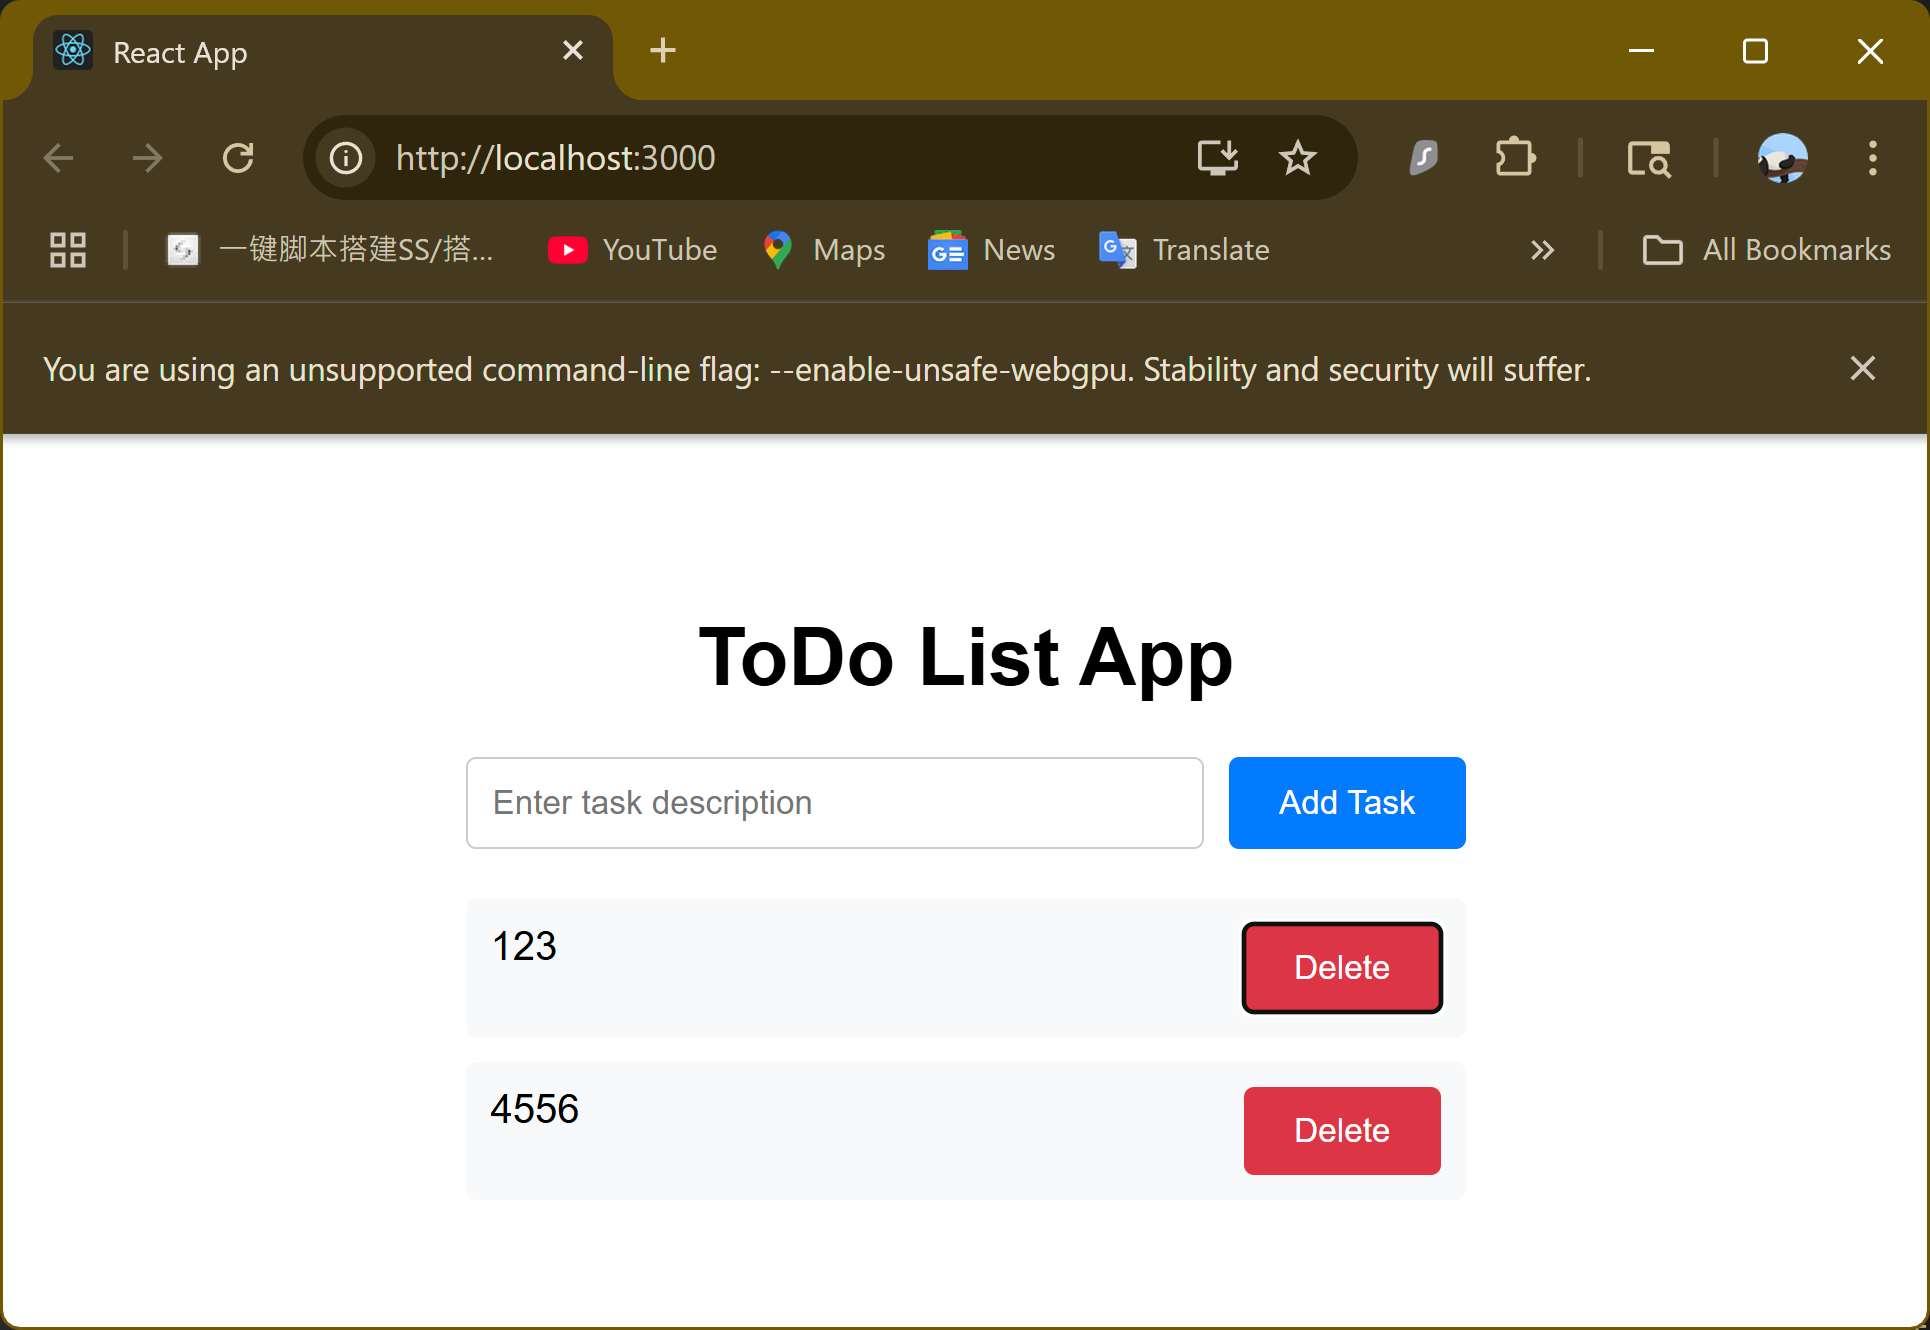 React App
http://localhost:3000
一键脚本搭建SS/搭... YouTube Maps News Translate All Bookmarks
You are using an unsupported command-line flag: --enable-unsafe-webgpu. Stability and security will suffer.
ToDo List App
Enter task description Add Task
123 Delete
4556 Delete